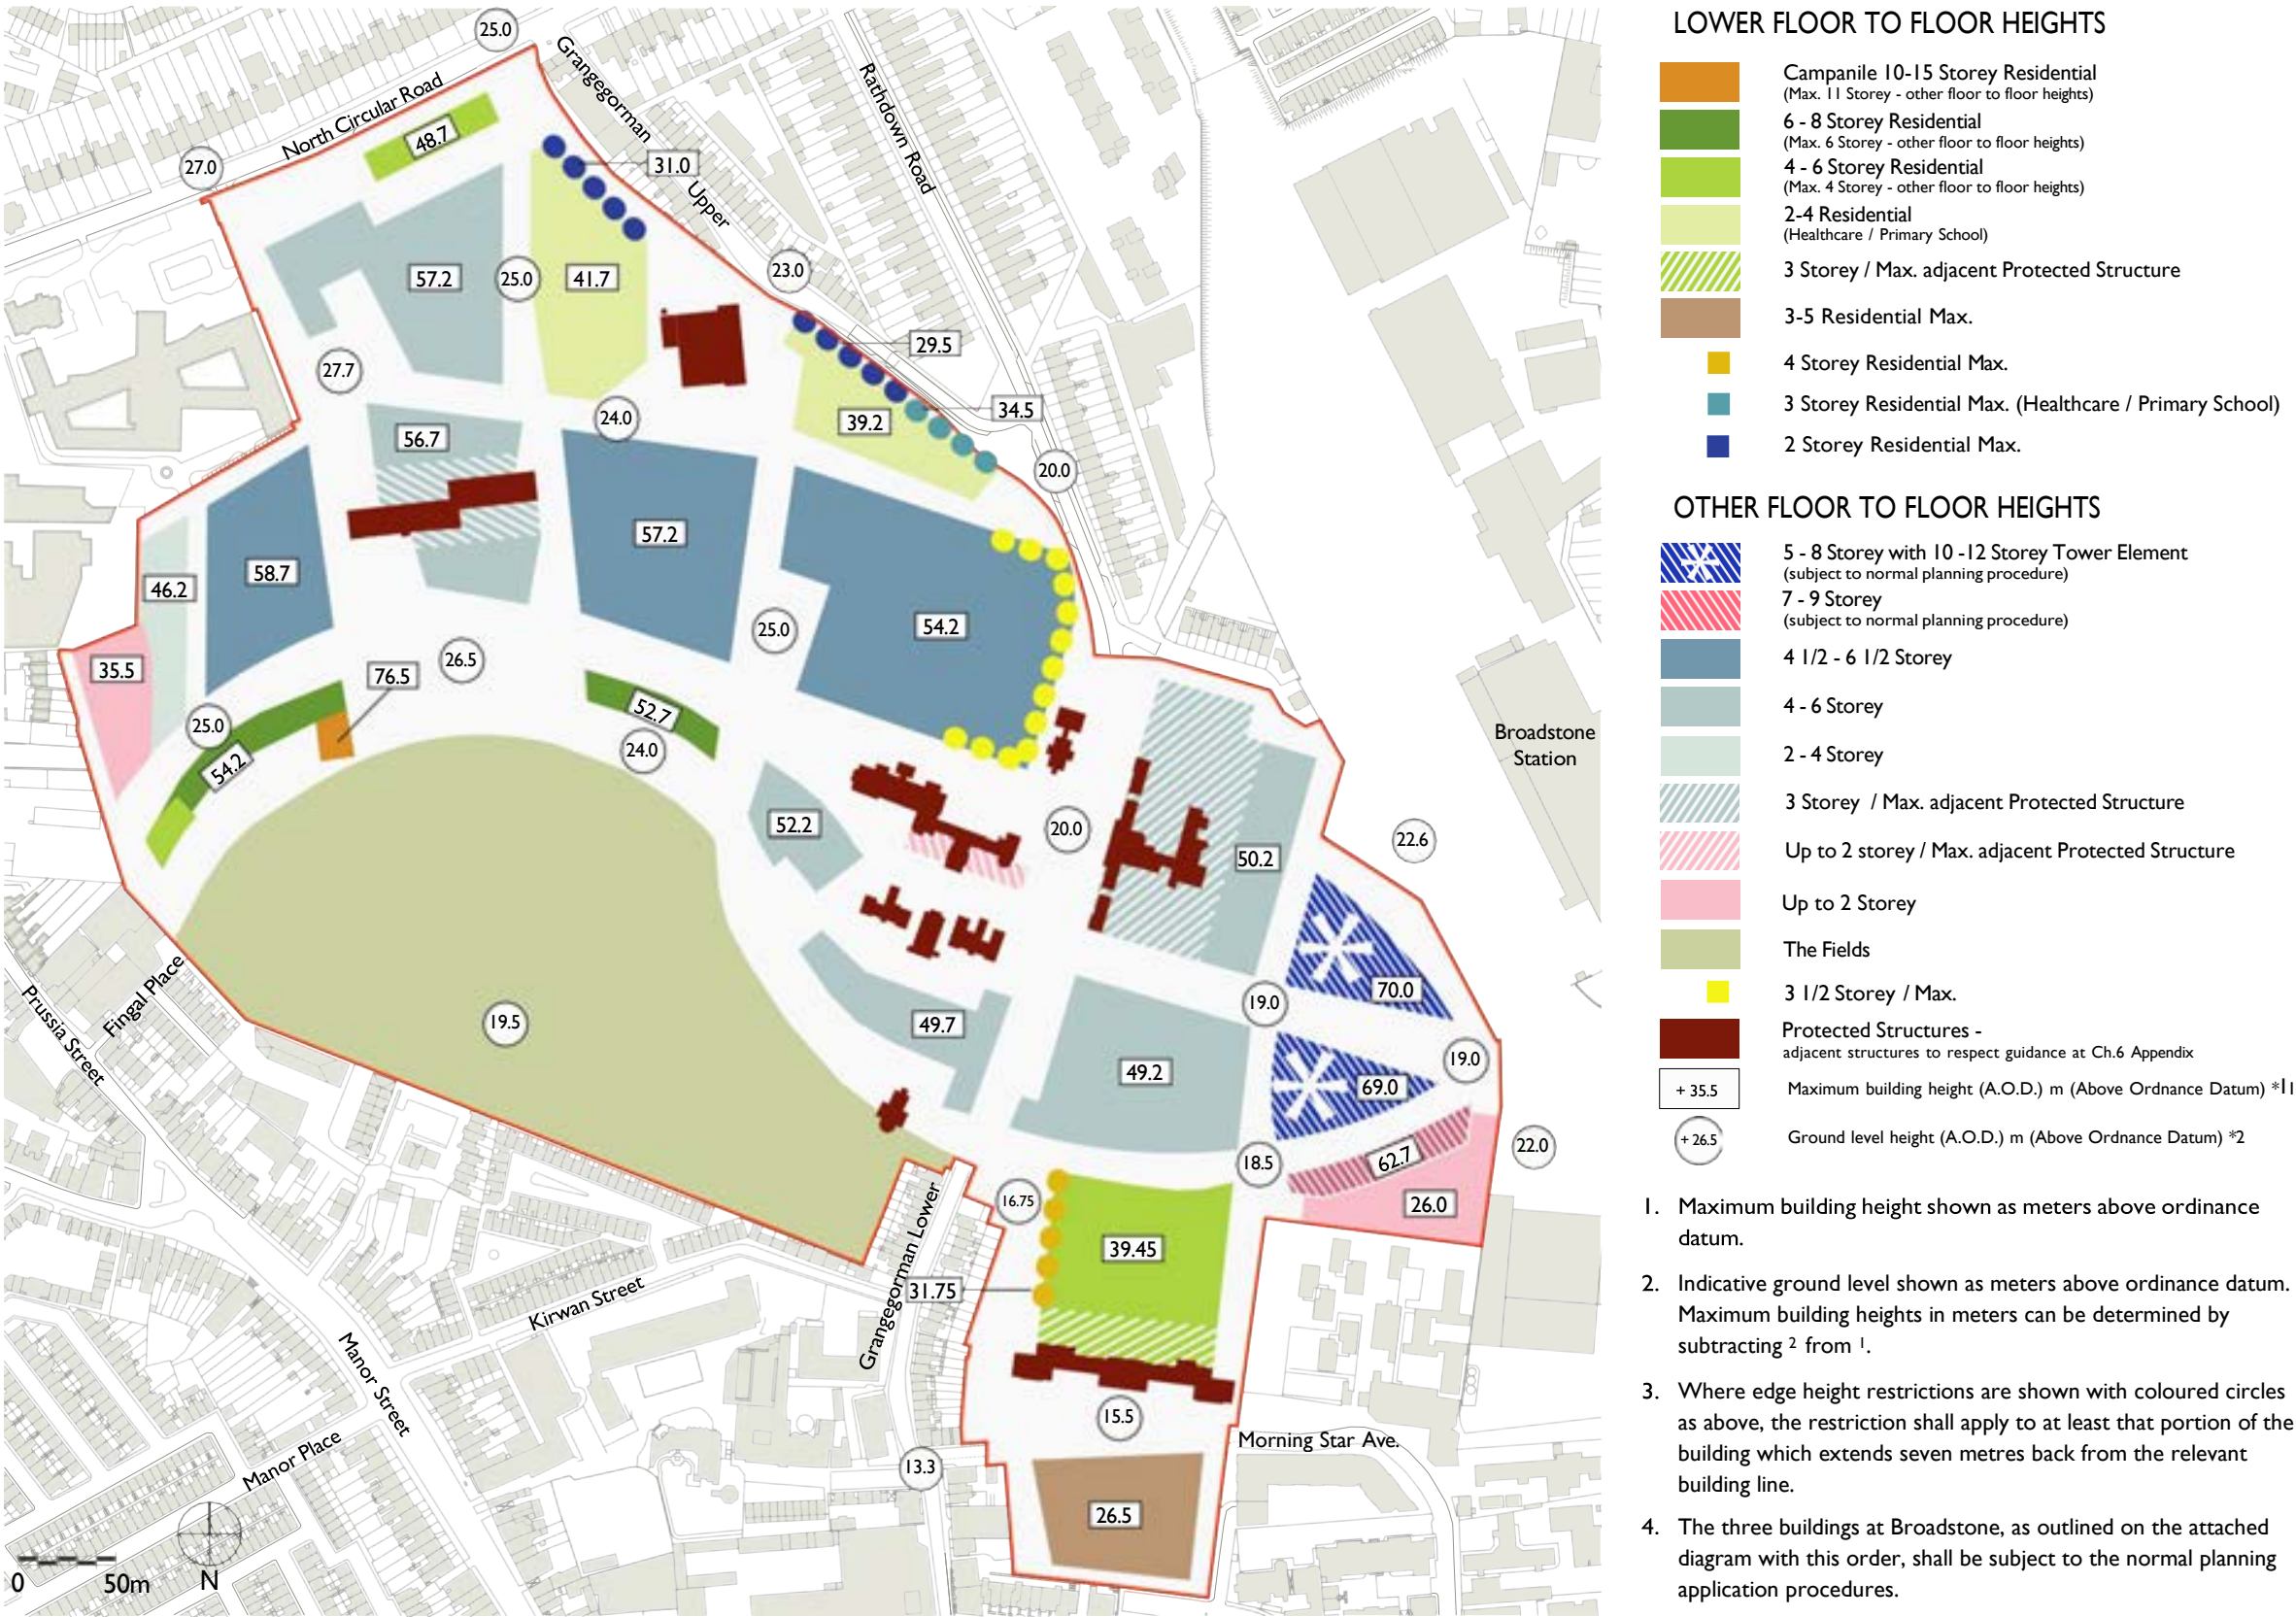 25.0
Grangegorman
Upper
Rathdown Road
North Circular Road
48.7
27.0
31.0
23.0
57.2
25.0
41.7
27.7
29.5
34.5
39.2
24.0
56.7
20.0
57.2
58.7
46.2
54.2
25.0
35.5
76.5
26.5
52.7
24.0
25.0
54.2
Broadstone
Station
52.2
20.0
50.2
22.6
Fingal Place
Prussia Street
19.5
49.7
19.0
70.0
49.2
19.0
69.0
62.7
22.0
18.5
26.0
16.75
39.45
31.75
Grangegorman Lower
Kirwan Street
Manor Street
Manor Place
15.5
Morning Star Ave.
13.3
26.5
0 50m N
LOWER FLOOR TO FLOOR HEIGHTS
Campanile 10-15 Storey Residential
(Max. 11 Storey - other floor to floor heights)
6 - 8 Storey Residential
(Max. 6 Storey - other floor to floor heights)
4 - 6 Storey Residential
(Max. 4 Storey - other floor to floor heights)
2-4 Residential
(Healthcare / Primary School)
3 Storey / Max. adjacent Protected Structure
3-5 Residential Max.
4 Storey Residential Max.
3 Storey Residential Max. (Healthcare / Primary School)
2 Storey Residential Max.
OTHER FLOOR TO FLOOR HEIGHTS
5 - 8 Storey with 10 -12 Storey Tower Element
(subject to normal planning procedure)
7 - 9 Storey
(subject to normal planning procedure)
4 1/2 - 6 1/2 Storey
4 - 6 Storey
2 - 4 Storey
3 Storey / Max. adjacent Protected Structure
Up to 2 storey / Max. adjacent Protected Structure
Up to 2 Storey
The Fields
3 1/2 Storey / Max.
Protected Structures -
adjacent structures to respect guidance at Ch.6 Appendix
+ 35.5 Maximum building height (A.O.D.) m (Above Ordnance Datum) *11
+ 26.5 Ground level height (A.O.D.) m (Above Ordnance Datum) *2
1. Maximum building height shown as meters above ordinance
datum.
2. Indicative ground level shown as meters above ordinance datum.
Maximum building heights in meters can be determined by
subtracting 2 from 1.
3. Where edge height restrictions are shown with coloured circles
as above, the restriction shall apply to at least that portion of the
building which extends seven metres back from the relevant
building line.
4. The three buildings at Broadstone, as outlined on the attached
diagram with this order, shall be subject to the normal planning
application procedures.